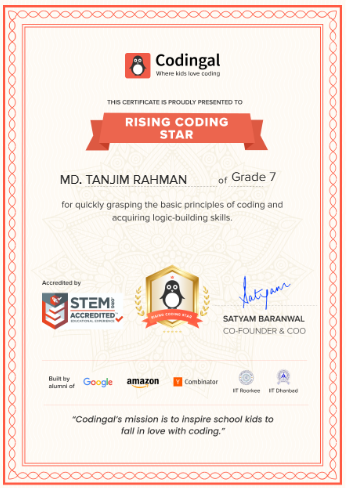 Codingal
Where kids love coding
THIS CERTIFICATE IS PROUDLY PRESENTED TO
RISING CODING
STAR
MD. TANJIM RAHMAN of Grade 7
for quickly grasping the basic principles of coding and
acquiring logic-building skills.
Accredited by
STEM
.ORG
ACCREDITED™
EDUCATIONAL EXPERIENCE
RISING CODING STAR
Satyam
SATYAM BARANWAL
CO-FOUNDER & COO
Built by
alumni of
Google
amazon
Y Combinator
IIT Roorkee
IIT Dhanbad
"Codingal's mission is to inspire school kids to
fall in love with coding."